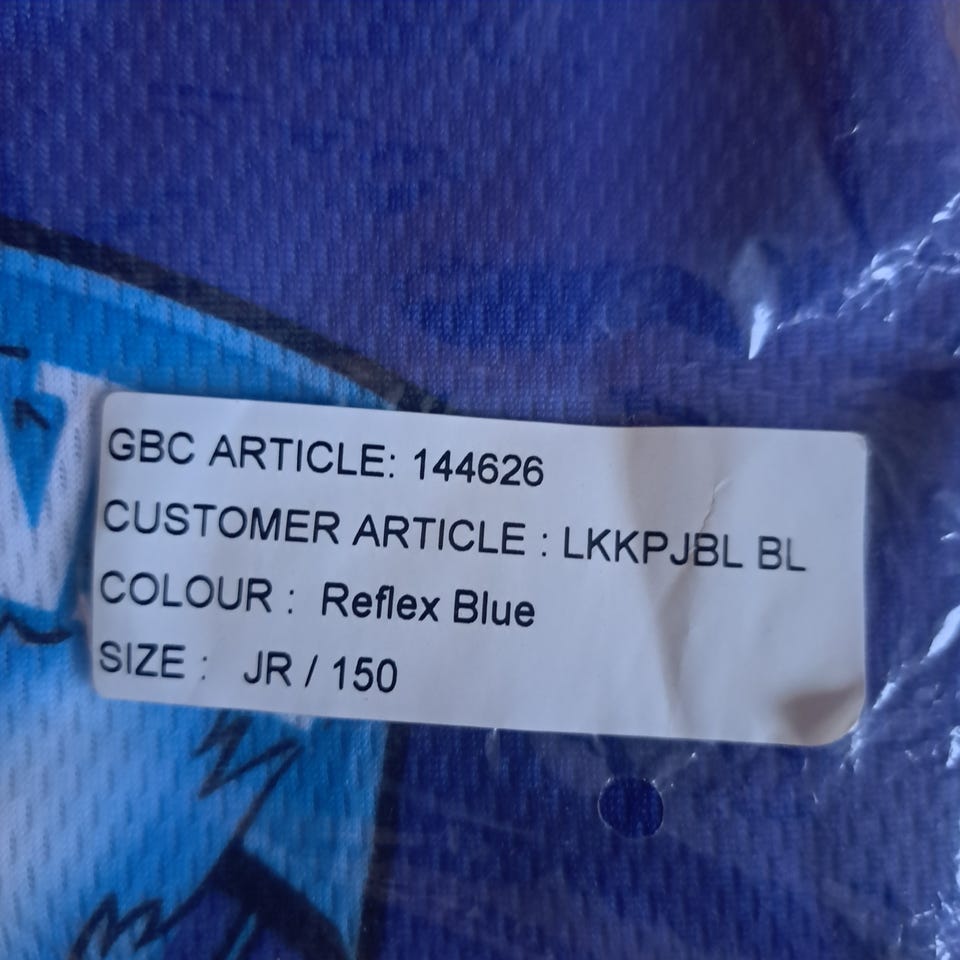 GBC ARTICLE: 144626
CUSTOMER ARTICLE : LKKPJBL BL
COLOUR : Reflex Blue
SIZE : JR / 150